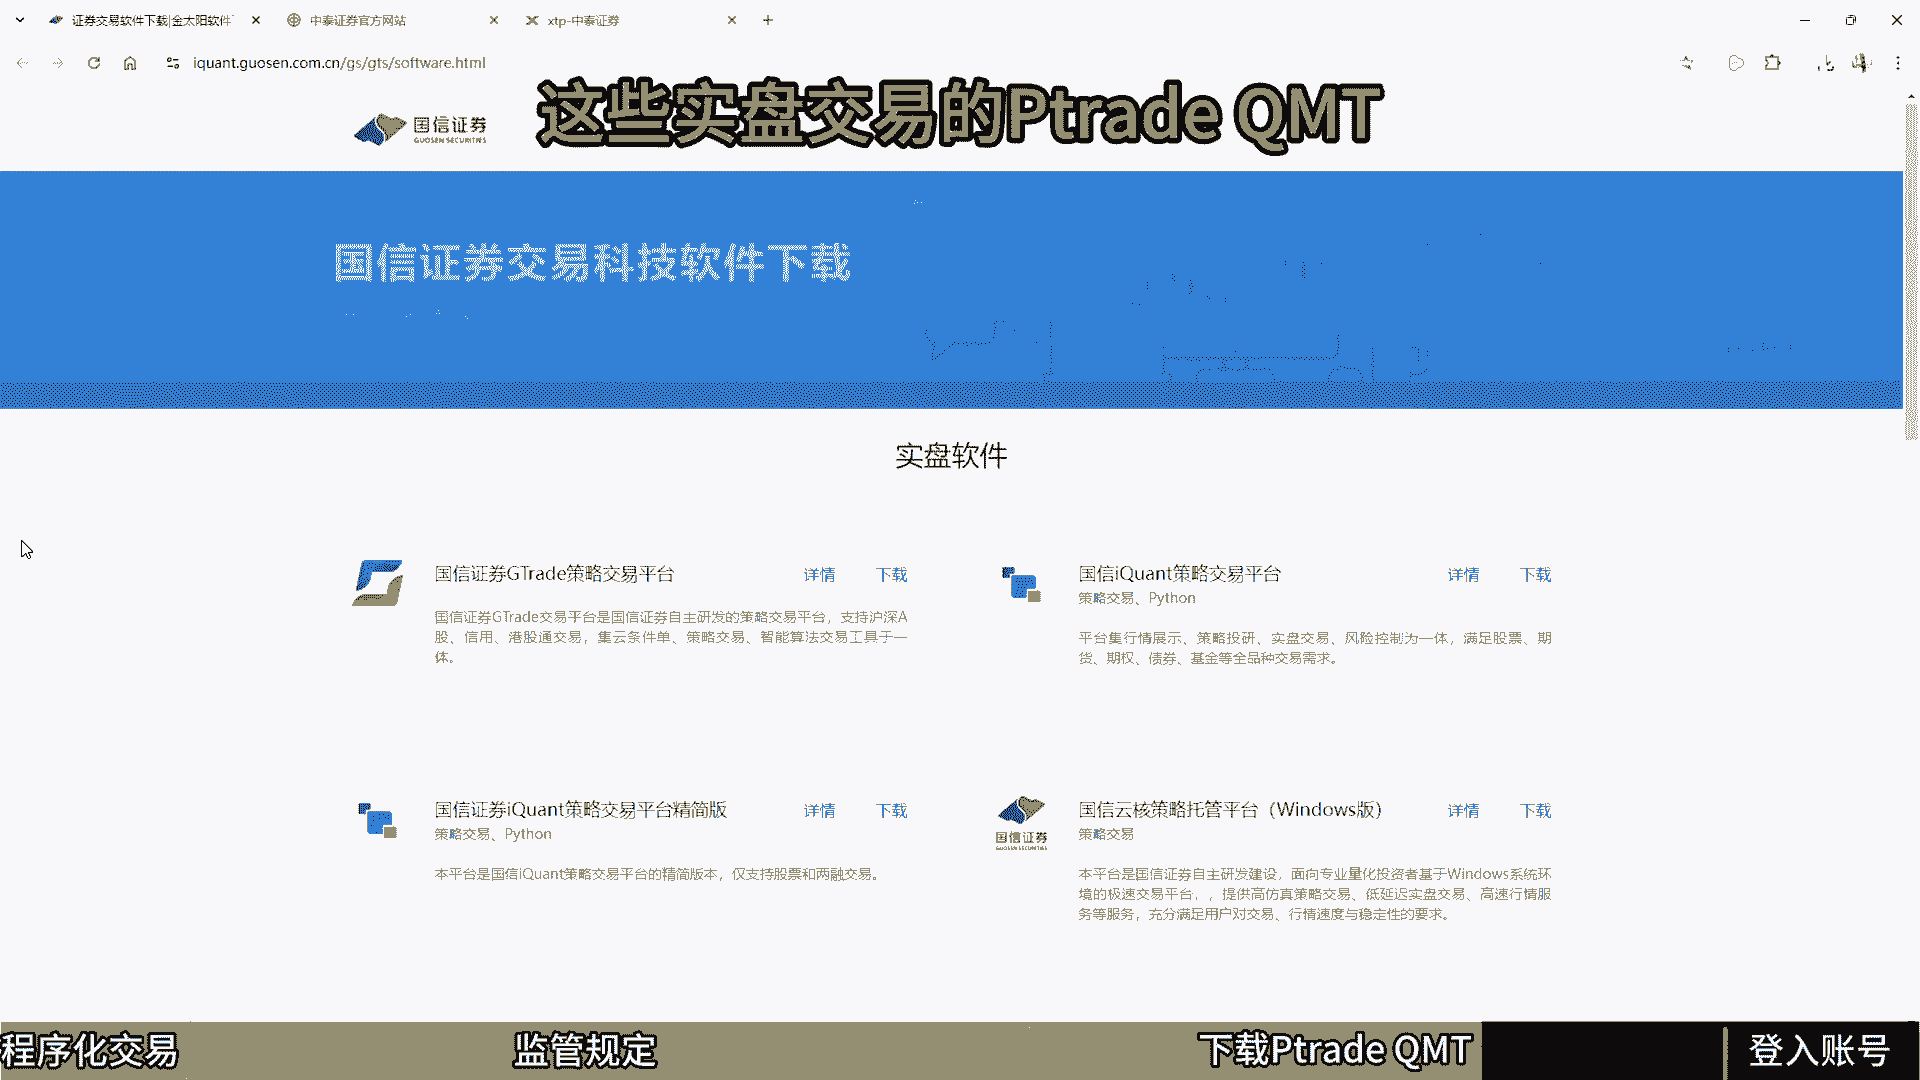 证券交易软件下载|金太阳软件
中泰证券官方网站
xtp-中泰证券
iquant.guosen.com.cn/gs/gts/software.html
国信证券
GUOSEN SECURITIES
这些实盘交易的Ptrade QMT
国信证券交易科技软件下载
实盘软件
国信证券GTrade策略交易平台
详情
下载
国信证券GTrade交易平台是国信证券自主研发的策略交易平台，支持沪深A
股、信用、港股通交易，集云条件单、策略交易、智能算法交易工具于一
体。
国信iQuant策略交易平台
详情
下载
策略交易、Python
平台集行情展示、策略投研、实盘交易、风险控制为一体，满足股票、期
货、期权、债券、基金等全品种交易需求。
国信证券iQuant策略交易平台精简版
详情
下载
策略交易、Python
本平台是国信iQuant策略交易平台的精简版本，仅支持股票和两融交易。
国信证券
GUOSEN SECURITIES
国信云核策略托管平台（Windows版）
详情
下载
策略交易
本平台是国信证券自主研发建设，面向专业量化投资者基于Windows系统环
境的极速交易平台，，提供高仿真策略交易、低延迟实盘交易、高速行情服
务等服务，充分满足用户对交易、行情速度与稳定性的要求。
程序化交易
监管规定
下载Ptrade QMT
登入账号